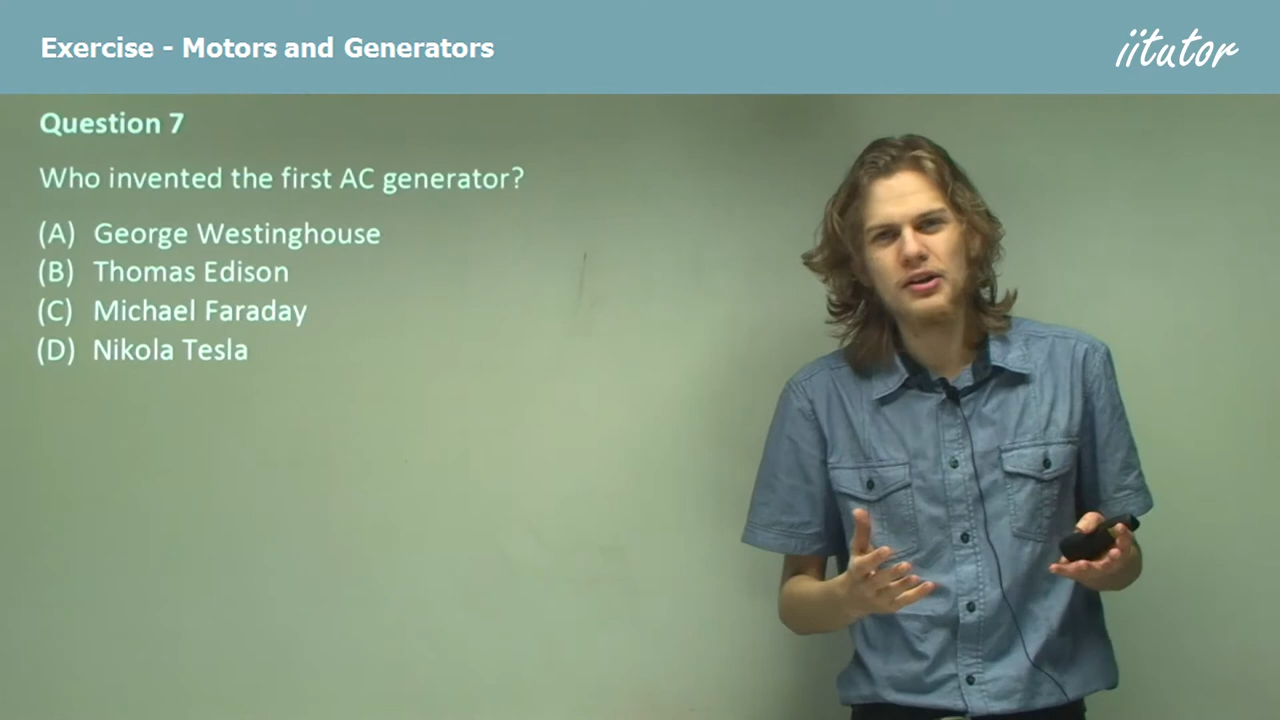 Exercise - Motors and Generators
iitutor
Question 7
Who invented the first AC generator?
(A) George Westinghouse
(B) Thomas Edison
(C) Michael Faraday
(D) Nikola Tesla